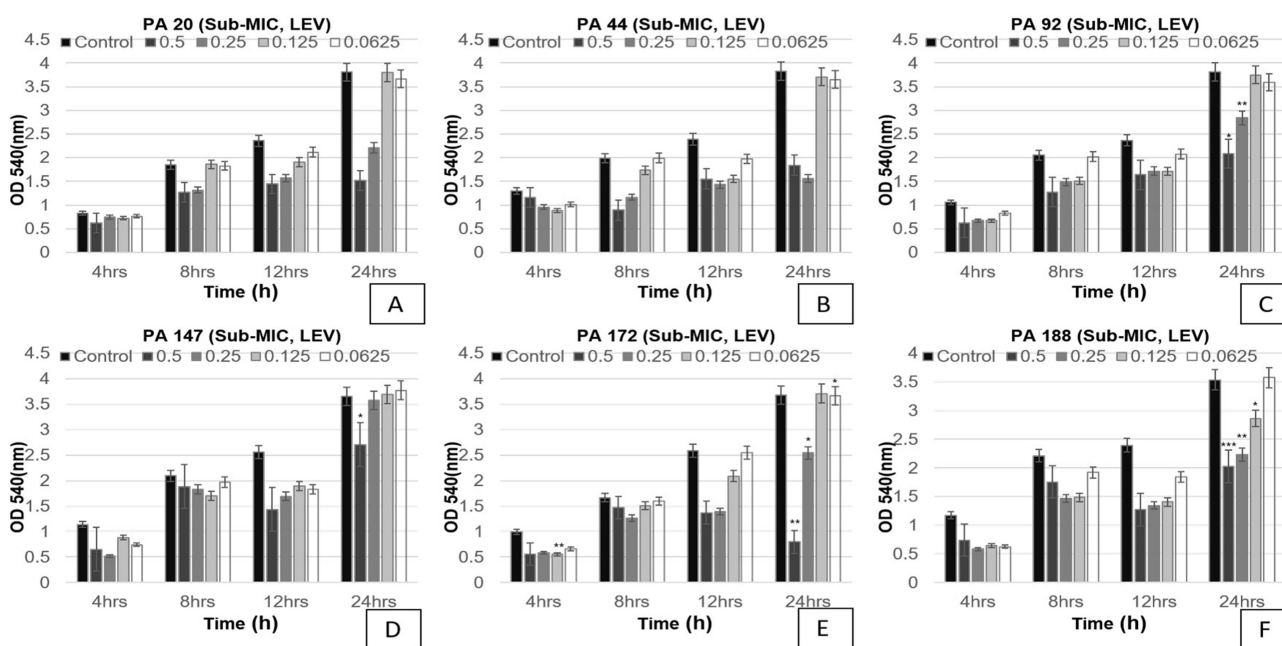 PA 20 (Sub-MIC, LEV)
Control 0.5 0.25 0.125 0.0625
OD 540(nm)
4.5
4
3.5
3
2.5
2
1.5
1
0.5
0
4hrs 8hrs 12hrs 24hrs
Time (h)
A
PA 44 (Sub-MIC, LEV)
Control 0.5 0.25 0.125 0.0625
OD 540(nm)
4.5
4
3.5
3
2.5
2
1.5
1
0.5
0
4hrs 8hrs 12hrs 24hrs
Time (h)
B
PA 92 (Sub-MIC, LEV)
Control 0.5 0.25 0.125 0.0625
OD 540(nm)
4.5
4
3.5
3
2.5
2
1.5
1
0.5
0
* **
4hrs 8hrs 12hrs 24hrs
Time (h)
C
PA 147 (Sub-MIC, LEV)
Control 0.5 0.25 0.125 0.0625
OD 540(nm)
4.5
4
3.5
3
2.5
2
1.5
1
0.5
0
*
4hrs 8hrs 12hrs 24hrs
Time (h)
D
PA 172 (Sub-MIC, LEV)
Control 0.5 0.25 0.125 0.0625
OD 540(nm)
4.5
4
3.5
3
2.5
2
1.5
1
0.5
0
** ** * *
4hrs 8hrs 12hrs 24hrs
Time (h)
E
PA 188 (Sub-MIC, LEV)
Control 0.5 0.25 0.125 0.0625
OD 540(nm)
4
3.5
3
2.5
2
1.5
1
0.5
0
*** ** *
4hrs 8hrs 12hrs 24hrs
Time (h)
F